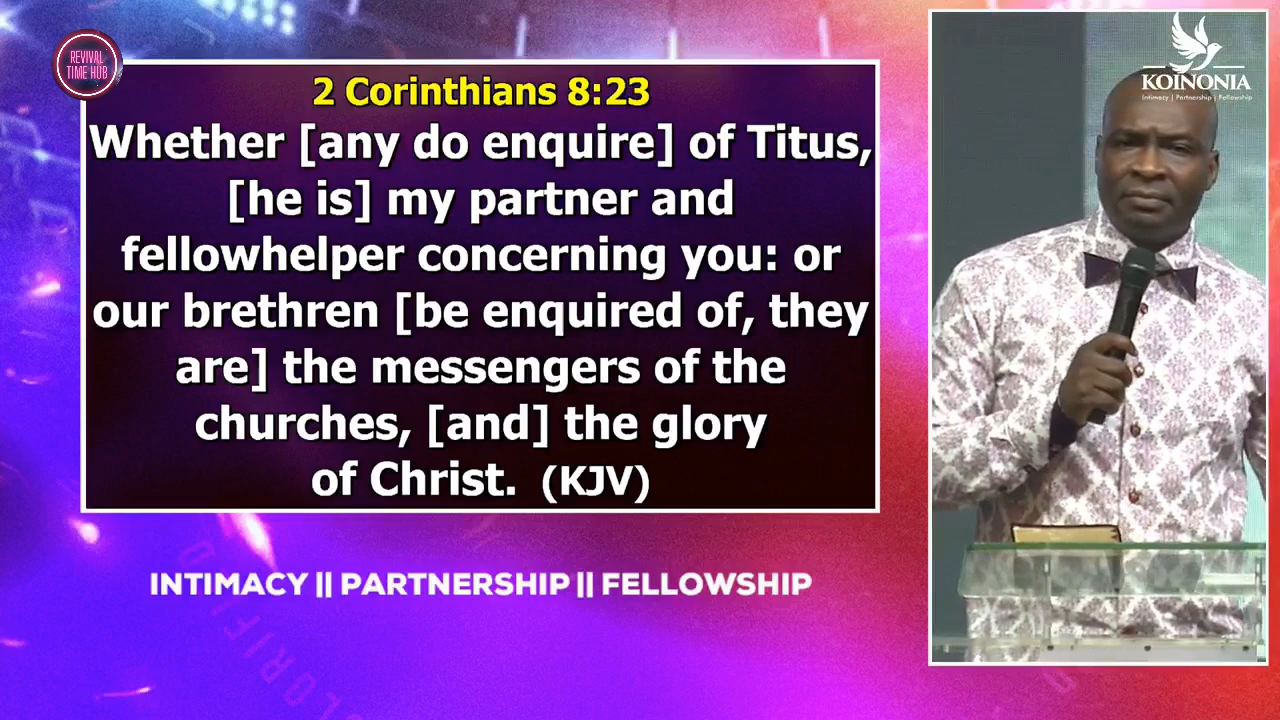 REVIVAL
TIME HUB
2 Corinthians 8:23
Whether [any do enquire] of Titus,
[he is] my partner and
fellowhelper concerning you: or
our brethren [be enquired of, they
are] the messengers of the
churches, [and] the glory
of Christ. (KJV)
INTIMACY || PARTNERSHIP || FELLOWSHIP
KOINONIA
Intimacy | Partnership | Fellowship